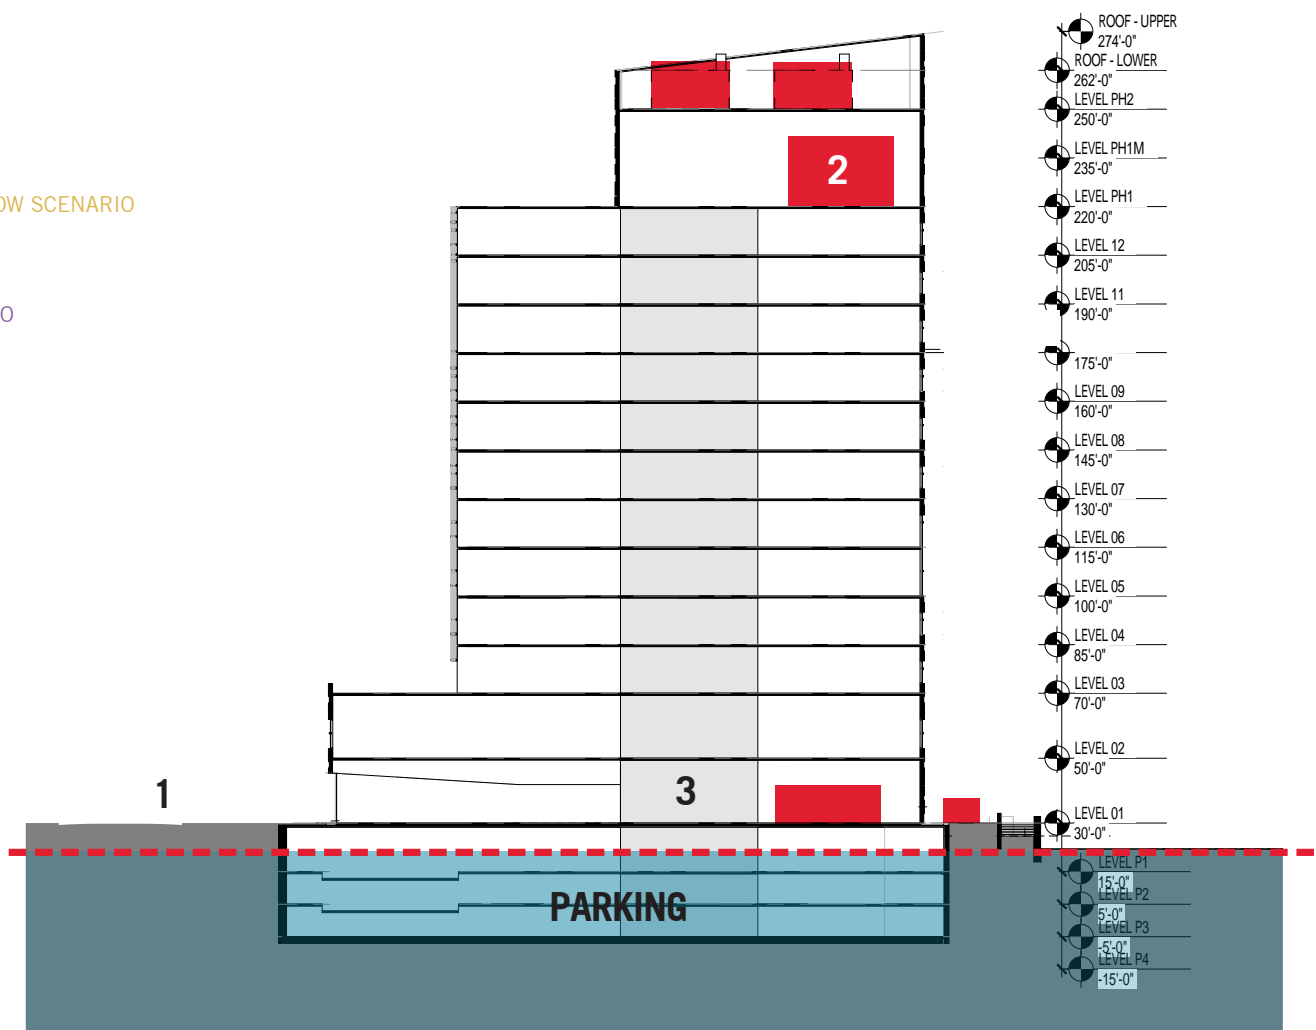 ROOF - UPPER
274'-0"
ROOF - LOWER
262'-0"
LEVEL PH2
250'-0"
LEVEL PH1M
235'-0"
2
OW SCENARIO
LEVEL PH1
220'-0"
LEVEL 12
205'-0"
LEVEL 11
190'-0"
O
175'-0"
LEVEL 09
160'-0"
LEVEL 08
145'-0"
LEVEL 07
130'-0"
LEVEL 06
115'-0"
LEVEL 05
100'-0"
LEVEL 04
85'-0"
LEVEL 03
70'-0"
LEVEL 02
50'-0"
1
3
LEVEL 01
30'-0"
LEVEL P1
15'-0"
LEVEL P2
5'-0"
PARKING
LEVEL P3
-5'-0"
LEVEL P4
-15'-0"